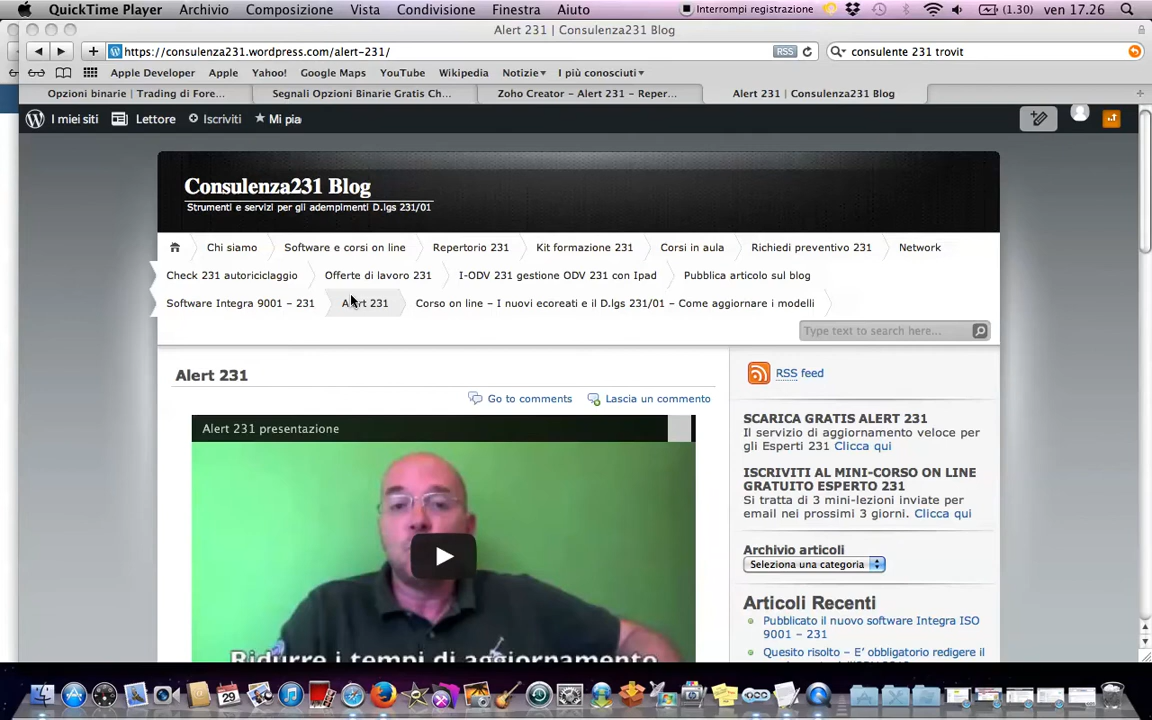 QuickTime Player Archivio Composizione Vista Condivisione Finestra Aiuto Interrompi registrazione (1.30) ven 17.26
Alert 231 | Consulenza231 Blog
https://consulenza231.wordpress.com/alert-231/ RSS consulente 231 trovit
Apple Developer Apple Yahoo! Google Maps YouTube Wikipedia Notizie I più conosciuti
Opzioni binarie | Trading di Fore... Segnali Opzioni Binarie Gratis Ch... Zoho Creator – Alert 231 – Reper... Alert 231 | Consulenza231 Blog
I miei siti Lettore Iscriviti Mi pia
Consulenza231 Blog
Strumenti e servizi per gli adempimenti D.lgs 231/01
Chi siamo Software e corsi on line Repertorio 231 Kit formazione 231 Corsi in aula Richiedi preventivo 231 Network
Check 231 autoriciclaggio Offerte di lavoro 231 I-ODV 231 gestione ODV 231 con Ipad Pubblica articolo sul blog
Software Integra 9001 – 231 Alert 231 Corso on line – I nuovi ecoreati e il D.lgs 231/01 – Come aggiornare i modelli
Type text to search here...
Alert 231
Go to comments Lascia un commento
Alert 231 presentazione
Ridurre i tempi di aggiornamento
RSS feed
SCARICA GRATIS ALERT 231
Il servizio di aggiornamento veloce per
gli Esperti 231 Clicca qui
ISCRIVITI AL MINI-CORSO ON LINE
GRATUITO ESPERTO 231
Si tratta di 3 mini-lezioni inviate per
email nei prossimi 3 giorni. Clicca qui
Archivio articoli
Seleziona una categoria
Articoli Recenti
Pubblicato il nuovo software Integra ISO
9001 – 231
Quesito risolto – E' obbligatorio redigere il